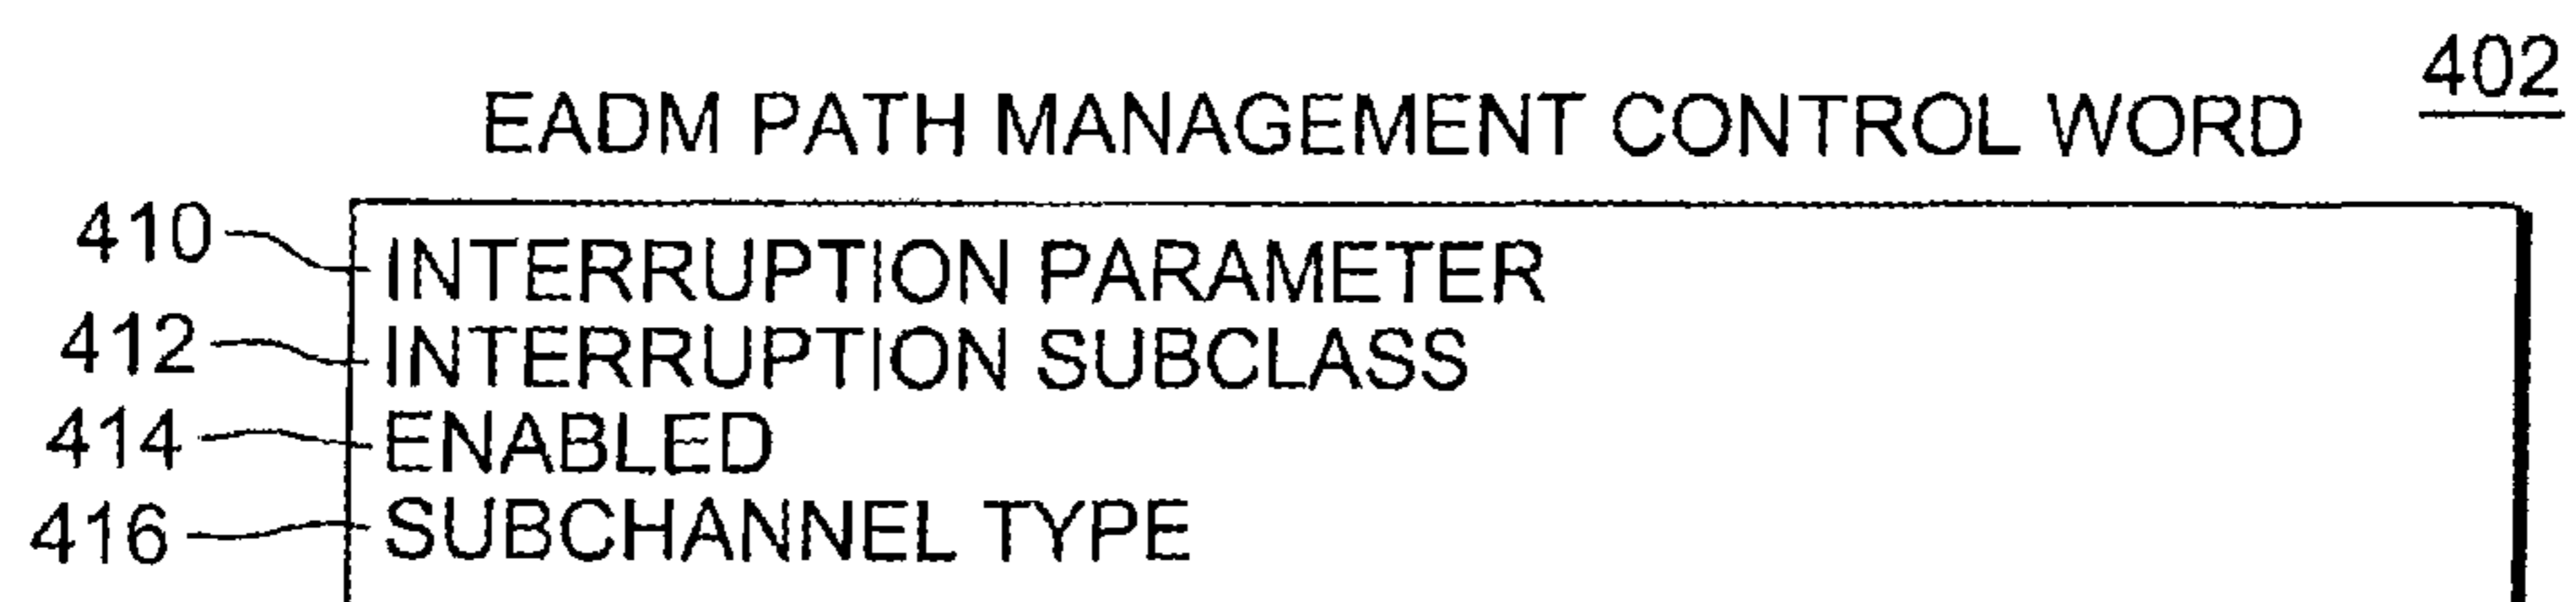 402
EADM PATH MANAGEMENT CONTROL WORD
410 INTERRUPTION PARAMETER
412 INTERRUPTION SUBCLASS
414 ENABLED
416 SUBCHANNEL TYPE